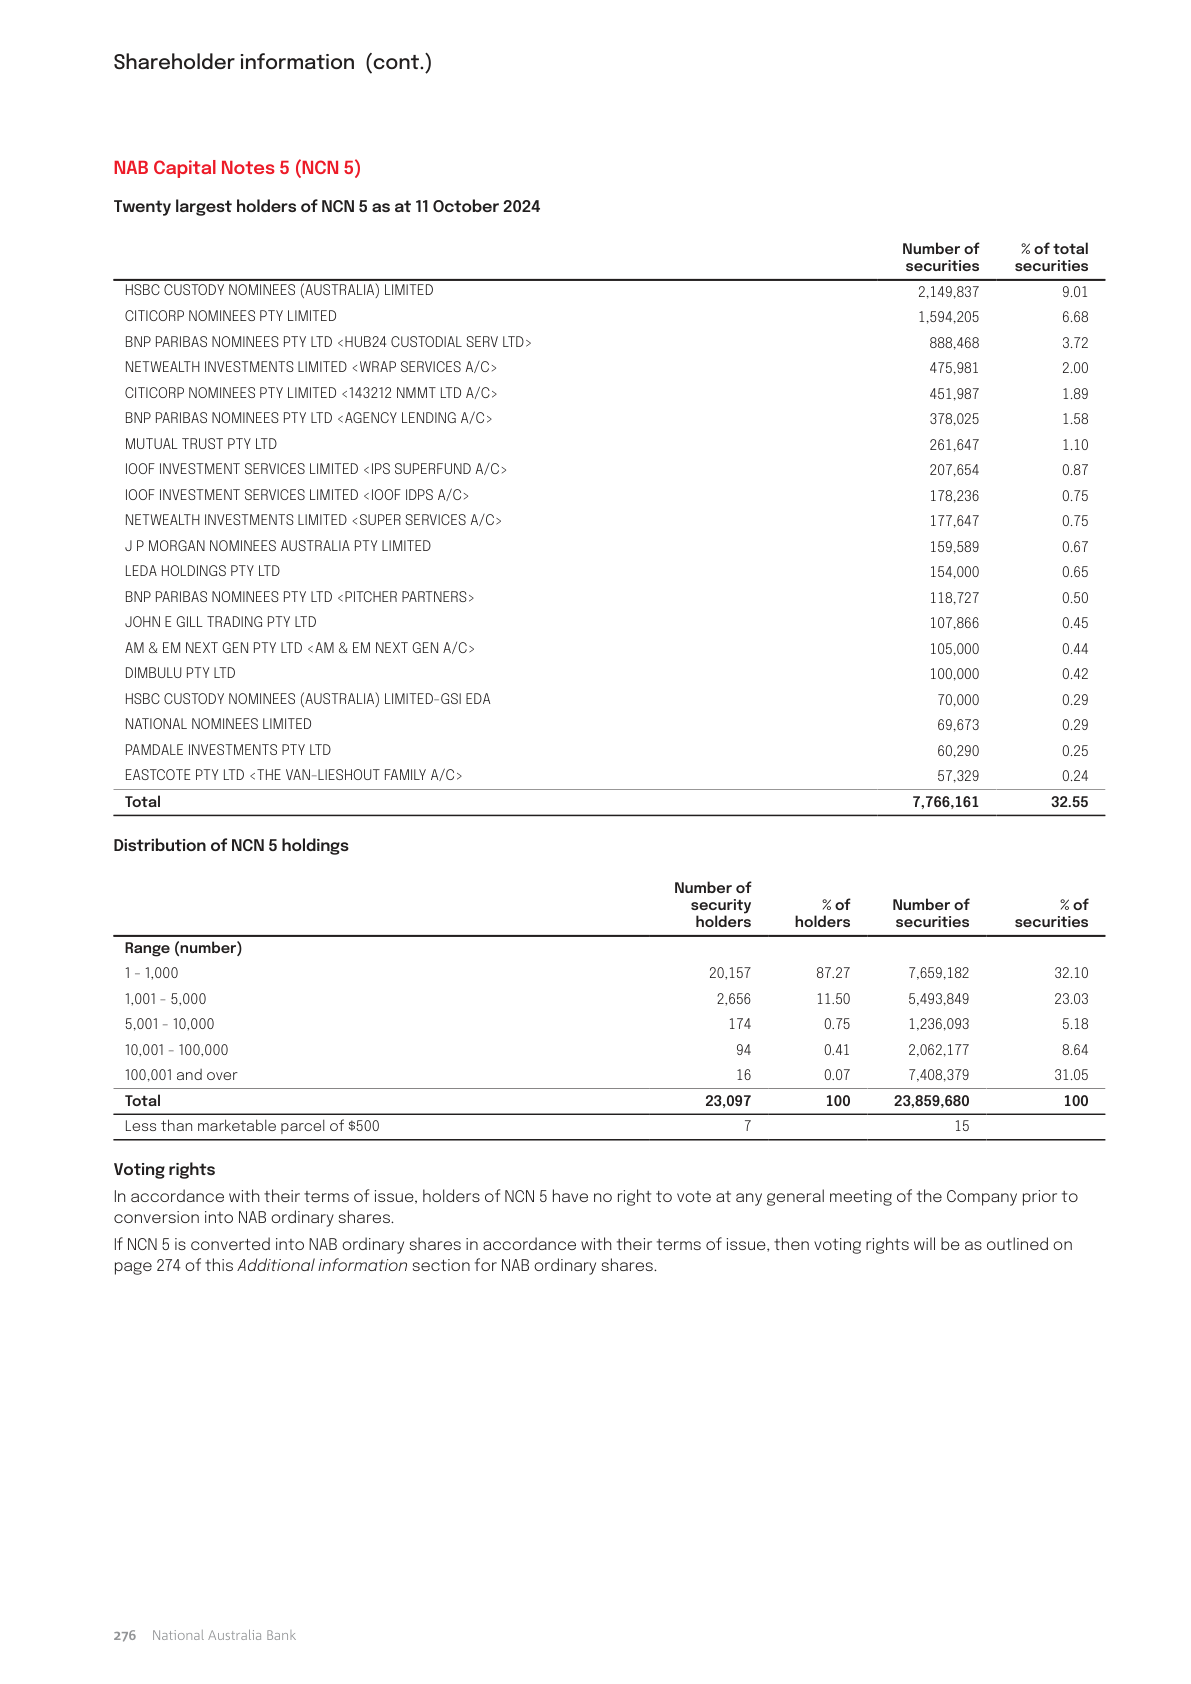 Shareholder information (cont.)
NAB Capital Notes 5 (NCN 5)
Twenty largest holders of NCN 5 as at 11 October 2024
Number of securities % of total securities
HSBC CUSTODY NOMINEES (AUSTRALIA) LIMITED 2,149,837 9.01
CITICORP NOMINEES PTY LIMITED 1,594,205 6.68
BNP PARIBAS NOMINEES PTY LTD <HUB24 CUSTODIAL SERV LTD> 888,468 3.72
NETWEALTH INVESTMENTS LIMITED <WRAP SERVICES A/C> 475,981 2.00
CITICORP NOMINEES PTY LIMITED <143212 NMMT LTD A/C> 451,987 1.89
BNP PARIBAS NOMINEES PTY LTD <AGENCY LENDING A/C> 378,025 1.58
MUTUAL TRUST PTY LTD 261,647 1.10
IOOF INVESTMENT SERVICES LIMITED <IPS SUPERFUND A/C> 207,654 0.87
IOOF INVESTMENT SERVICES LIMITED <IOOF IDPS A/C> 178,236 0.75
NETWEALTH INVESTMENTS LIMITED <SUPER SERVICES A/C> 177,647 0.75
J P MORGAN NOMINEES AUSTRALIA PTY LIMITED 159,589 0.67
LEDA HOLDINGS PTY LTD 154,000 0.65
BNP PARIBAS NOMINEES PTY LTD <PITCHER PARTNERS> 118,727 0.50
JOHN E GILL TRADING PTY LTD 107,866 0.45
AM & EM NEXT GEN PTY LTD <AM & EM NEXT GEN A/C> 105,000 0.44
DIMBULU PTY LTD 100,000 0.42
HSBC CUSTODY NOMINEES (AUSTRALIA) LIMITED-GSI EDA 70,000 0.29
NATIONAL NOMINEES LIMITED 69,673 0.29
PAMDALE INVESTMENTS PTY LTD 60,290 0.25
EASTCOTE PTY LTD <THE VAN-LIESHOUT FAMILY A/C> 57,329 0.24
Total 7,766,161 32.55
Distribution of NCN 5 holdings
Number of security holders % of holders Number of securities % of securities
Range (number)
1 – 1,000 20,157 87.27 7,659,182 32.10
1,001 – 5,000 2,656 11.50 5,493,849 23.03
5,001 – 10,000 174 0.75 1,236,093 5.18
10,001 – 100,000 94 0.41 2,062,177 8.64
100,001 and over 16 0.07 7,408,379 31.05
Total 23,097 100 23,859,680 100
Less than marketable parcel of $500 7 15
Voting rights
In accordance with their terms of issue, holders of NCN 5 have no right to vote at any general meeting of the Company prior to
conversion into NAB ordinary shares.
If NCN 5 is converted into NAB ordinary shares in accordance with their terms of issue, then voting rights will be as outlined on
page 274 of this Additional information section for NAB ordinary shares.
276 National Australia Bank